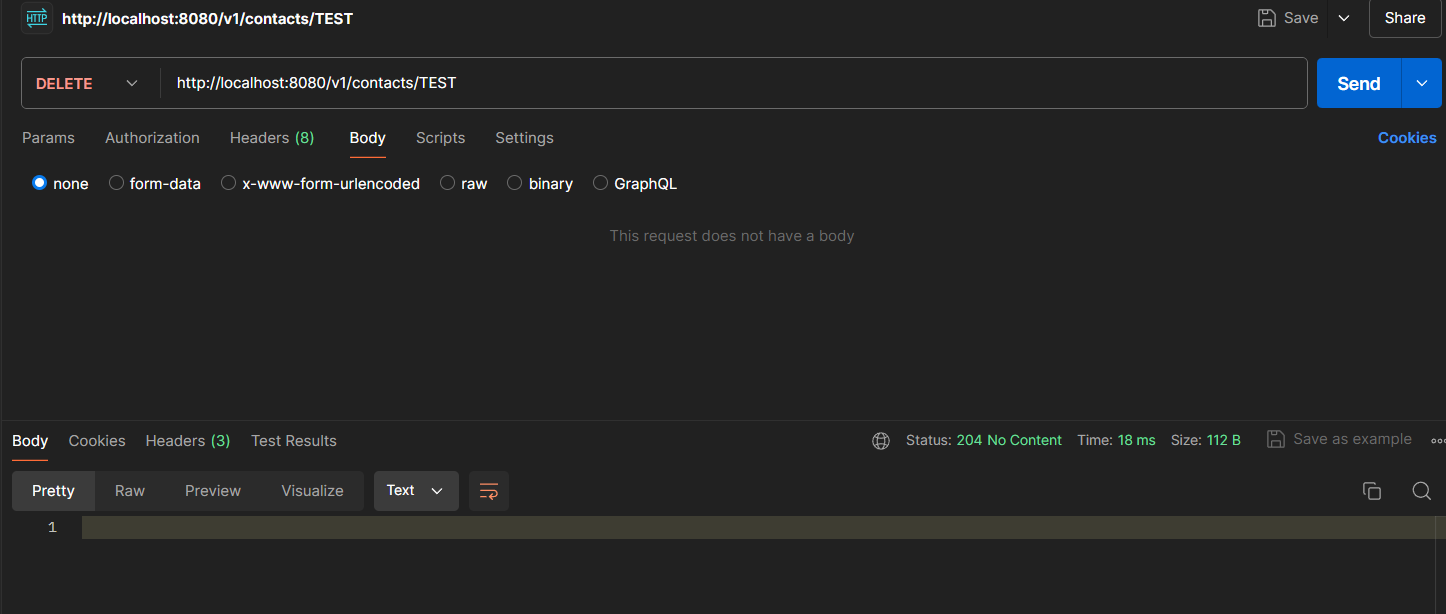 HTTP http://localhost:8080/v1/contacts/TEST Save Share
DELETE http://localhost:8080/v1/contacts/TEST Send
Params Authorization Headers (8) Body Scripts Settings Cookies
none form-data x-www-form-urlencoded raw binary GraphQL
This request does not have a body
Body Cookies Headers (3) Test Results Status: 204 No Content Time: 18 ms Size: 112 B Save as example
Pretty Raw Preview Visualize Text
1